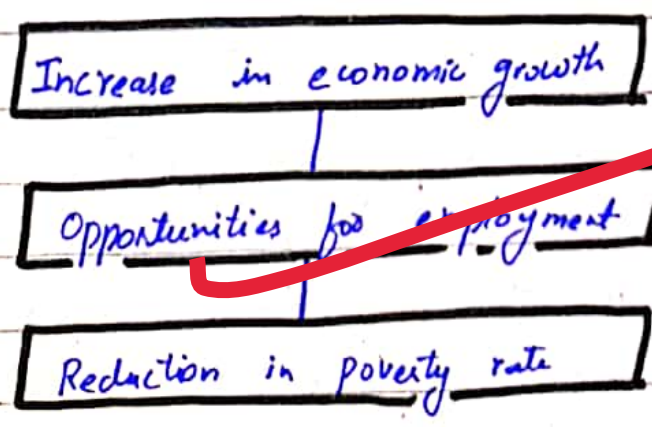 Increase in economic growth
Opportunities for employment
Reduction in poverty rate